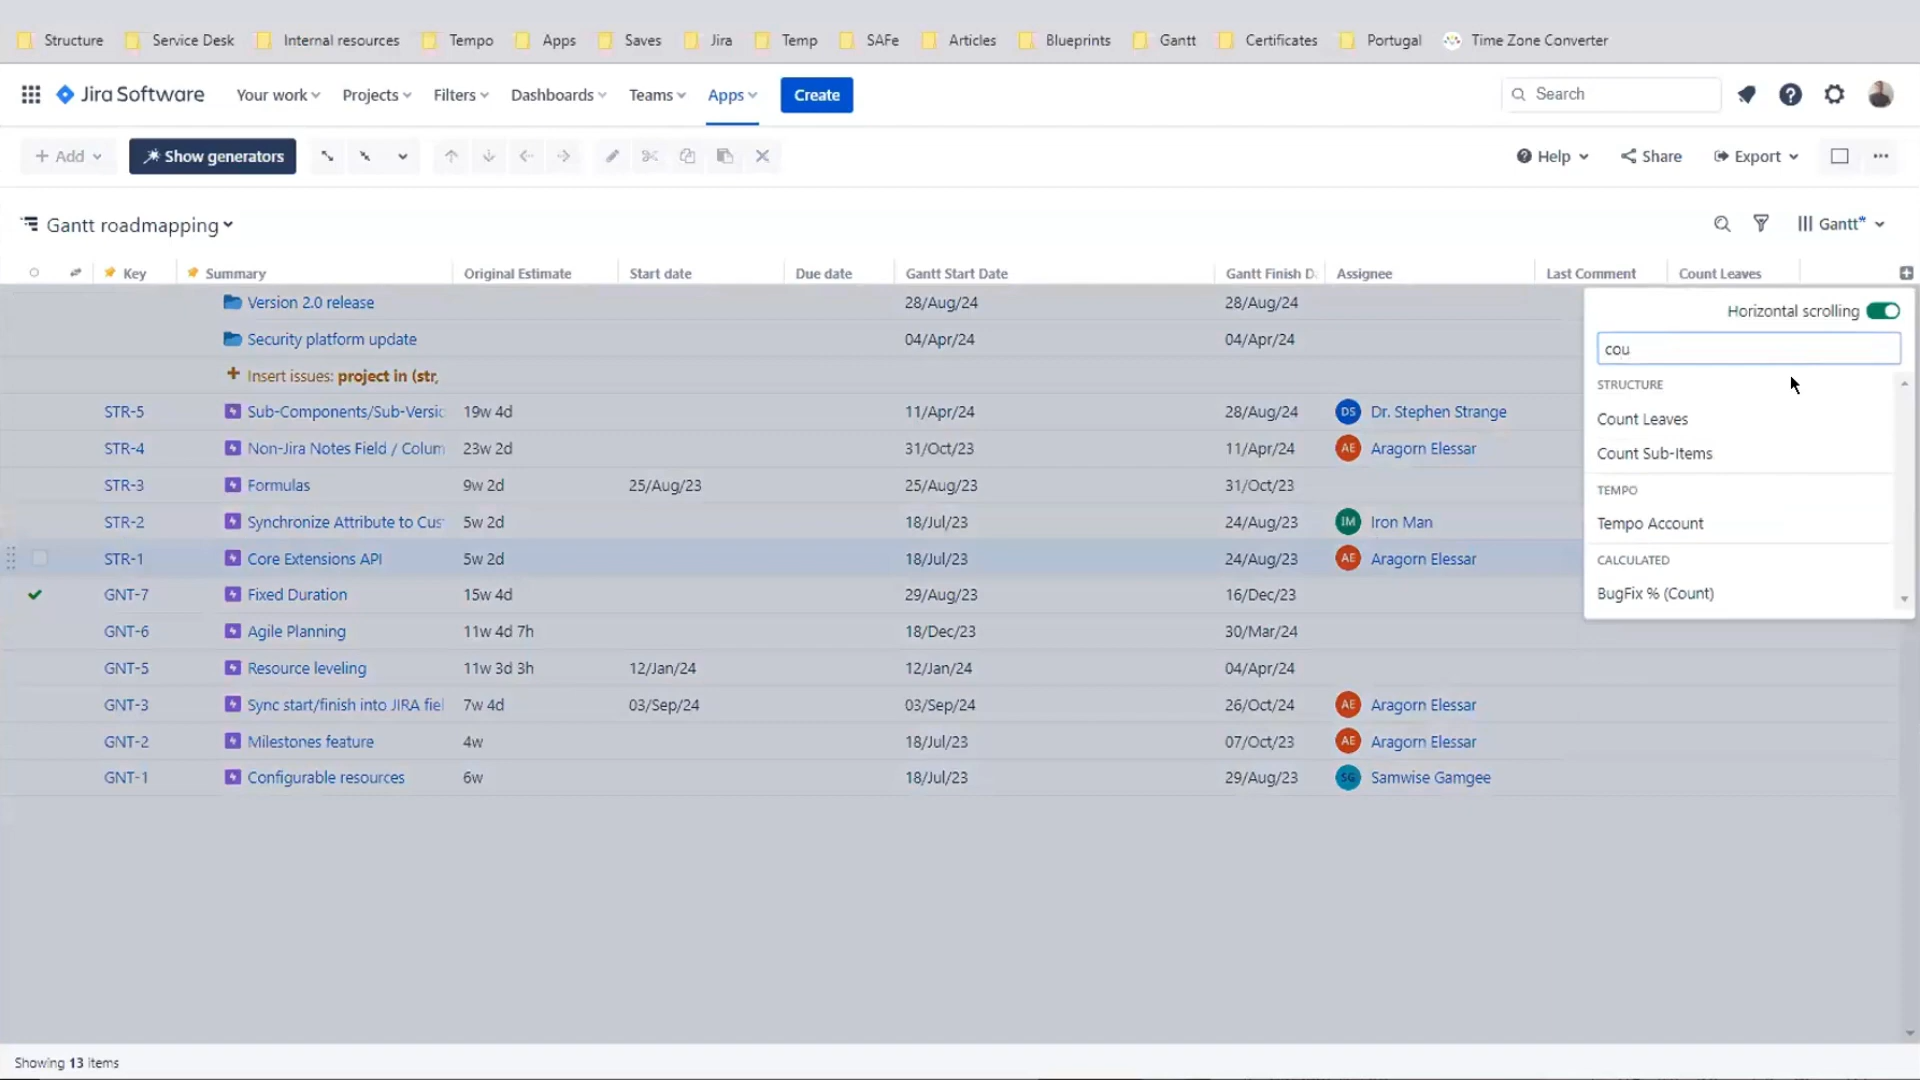 Structure Service Desk Internal resources Tempo Apps Saves Jira Temp SAFe Articles Blueprints Gantt Certificates Portugal Time Zone Converter
Jira Software Your work Projects Filters Dashboards Teams Apps Create Search
+ Add Show generators Help Share Export
Gantt roadmapping Gantt*
Key Summary Original Estimate Start date Due date Gantt Start Date Gantt Finish D Assignee Last Comment Count Leaves
Version 2.0 release 28/Aug/24 28/Aug/24
Horizontal scrolling
Security platform update 04/Apr/24 04/Apr/24
cou
Insert issues: project in (str,
STRUCTURE
STR-5 Sub-Components/Sub-Versic 19w 4d 11/Apr/24 28/Aug/24 DS Dr. Stephen Strange
Count Leaves
STR-4 Non-Jira Notes Field / Colum 23w 2d 31/Oct/23 11/Apr/24 AE Aragorn Elessar
Count Sub-Items
STR-3 Formulas 9w 2d 25/Aug/23 25/Aug/23 31/Oct/23
TEMPO
STR-2 Synchronize Attribute to Cus 5w 2d 18/Jul/23 24/Aug/23 IM Iron Man
Tempo Account
STR-1 Core Extensions API 5w 2d 18/Jul/23 24/Aug/23 AE Aragorn Elessar
CALCULATED
GNT-7 Fixed Duration 15w 4d 29/Aug/23 16/Dec/23
BugFix % (Count)
GNT-6 Agile Planning 11w 4d 7h 18/Dec/23 30/Mar/24
GNT-5 Resource leveling 11w 3d 3h 12/Jan/24 12/Jan/24 04/Apr/24
GNT-3 Sync start/finish into JIRA fie 7w 4d 03/Sep/24 03/Sep/24 26/Oct/24 AE Aragorn Elessar
GNT-2 Milestones feature 4w 18/Jul/23 07/Oct/23 AE Aragorn Elessar
GNT-1 Configurable resources 6w 18/Jul/23 29/Aug/23 SG Samwise Gamgee
Showing 13 items